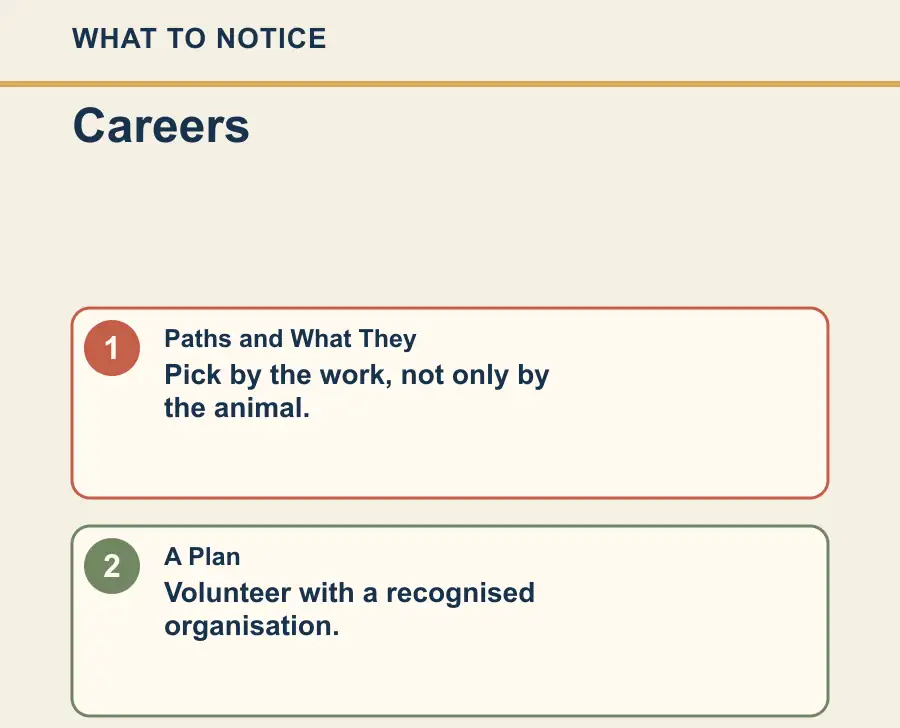 WHAT TO NOTICE
Careers
1
Paths and What They
Pick by the work, not only by
the animal.
2
A Plan
Volunteer with a recognised
organisation.